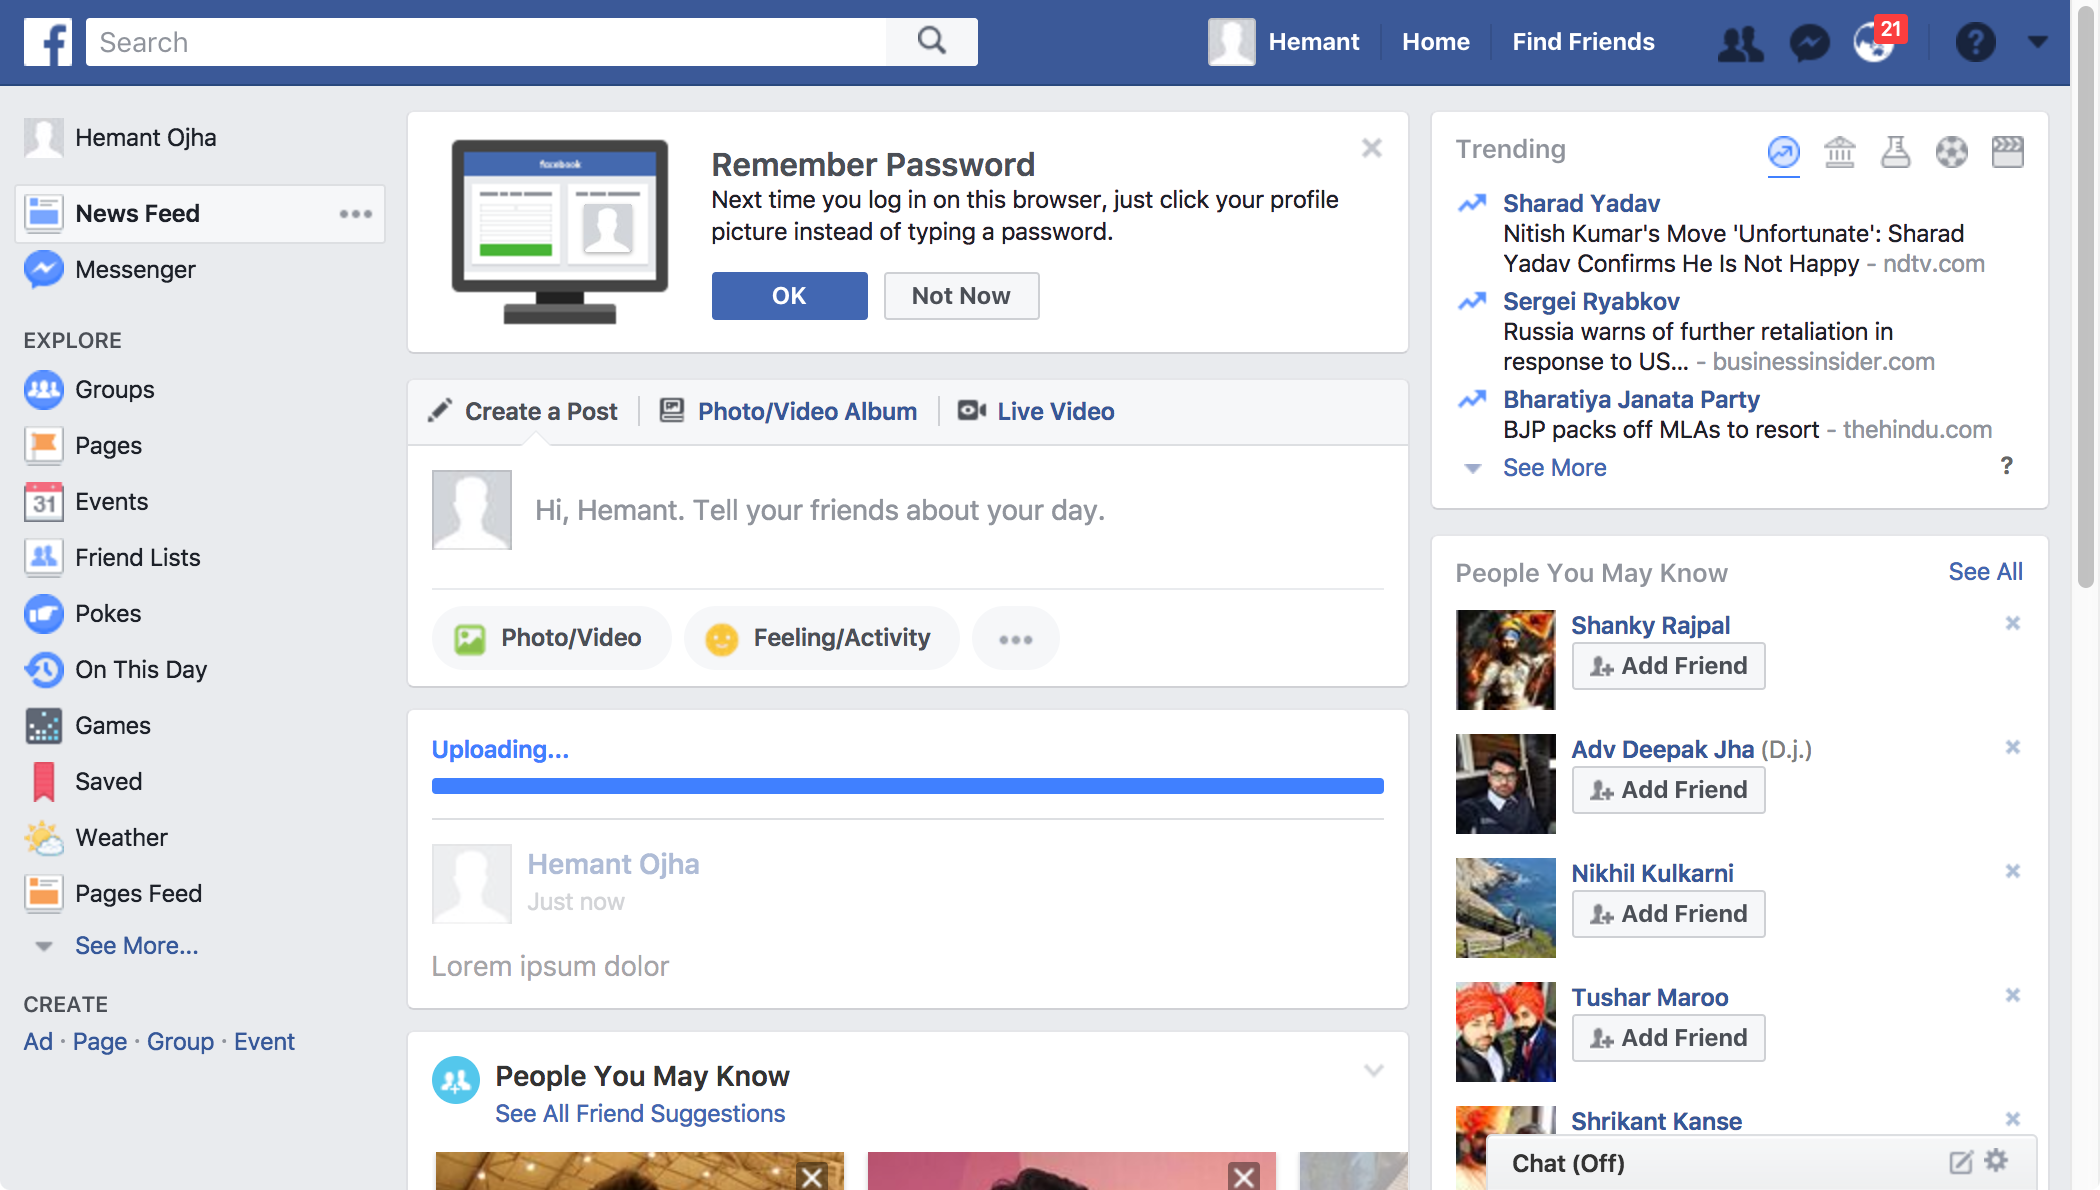 f
Search
Hemant
Home
Find Friends
21
?
Hemant Ojha
News Feed
Messenger
EXPLORE
Groups
Pages
31 Events
Friend Lists
Pokes
On This Day
Games
Saved
Weather
Pages Feed
See More...
CREATE
Ad · Page · Group · Event
facebook
Remember Password
Next time you log in on this browser, just click your profile
picture instead of typing a password.
OK
Not Now
Create a Post
Photo/Video Album
Live Video
Hi, Hemant. Tell your friends about your day.
Photo/Video
Feeling/Activity
Uploading...
Hemant Ojha
Just now
Lorem ipsum dolor
People You May Know
See All Friend Suggestions
Trending
Sharad Yadav
Nitish Kumar's Move 'Unfortunate': Sharad
Yadav Confirms He Is Not Happy - ndtv.com
Sergei Ryabkov
Russia warns of further retaliation in
response to US... - businessinsider.com
Bharatiya Janata Party
BJP packs off MLAs to resort - thehindu.com
See More
?
People You May Know
See All
Shanky Rajpal
Add Friend
Adv Deepak Jha (D.j.)
Add Friend
Nikhil Kulkarni
Add Friend
Tushar Maroo
Add Friend
Shrikant Kanse
Chat (Off)